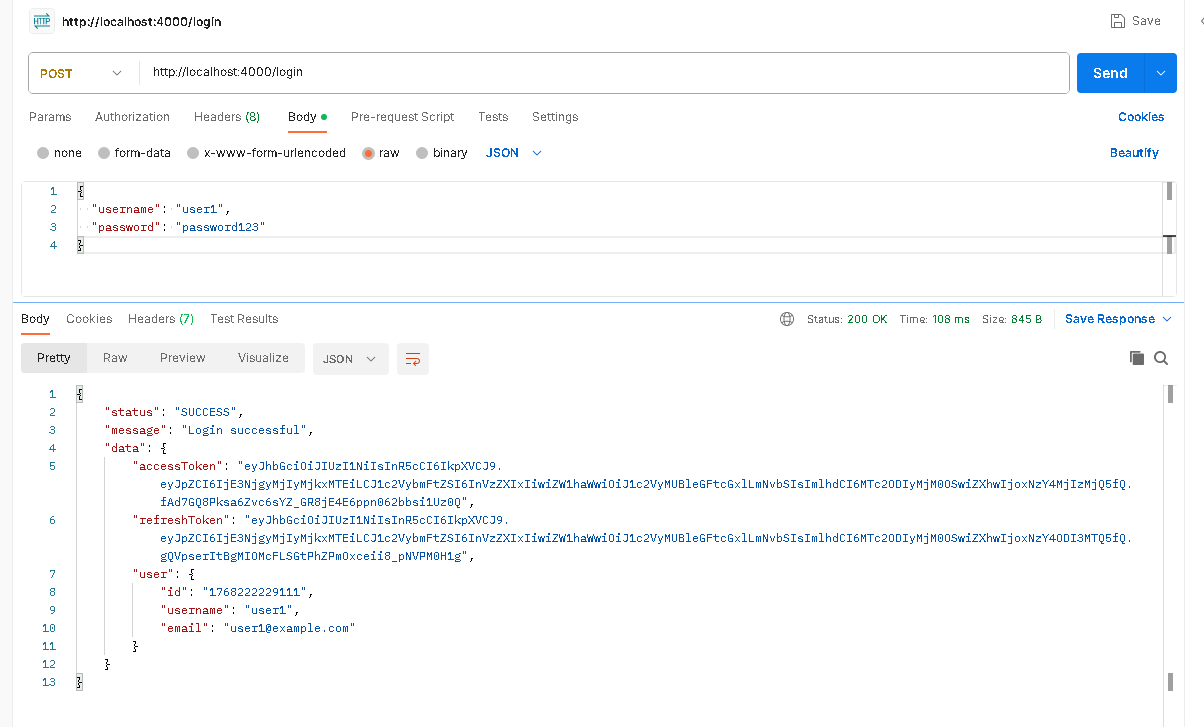 HTTP http://localhost:4000/login Save
POST http://localhost:4000/login Send
Params Authorization Headers (8) Body Pre-request Script Tests Settings Cookies
none form-data x-www-form-urlencoded raw binary JSON Beautify
1 {
2 "username": "user1",
3 "password": "password123"
4 }
Body Cookies Headers (7) Test Results Status: 200 OK Time: 108 ms Size: 845 B Save Response
Pretty Raw Preview Visualize JSON
1 {
2 "status": "SUCCESS",
3 "message": "Login successful",
4 "data": {
5 "accessToken": "eyJhbGciOiJIUzI1NiIsInR5cCI6IkpXVCJ9.
eyJpZCI6IjE3NjgyMjIyMjkxMTEiLCJ1c2VybmFtZSI6InVzZXIxIiwiZW1haWwiOiJ1c2VyMUBleGFtcGxlLmNvbSIsImlhdCI6MTc2ODIyMjM0OSwiZXhwIjoxNzY4MjIzMjQ5fQ.
fAd7GQ8Pksa6Zvc6sYZ_GR8jE4E6ppn062bbsi1Uz0Q",
6 "refreshToken": "eyJhbGciOiJIUzI1NiIsInR5cCI6IkpXVCJ9.
eyJpZCI6IjE3NjgyMjIyMjkxMTEiLCJ1c2VybmFtZSI6InVzZXIxIiwiZW1haWwiOiJ1c2VyMUBleGFtcGxlLmNvbSIsImlhdCI6MTc2ODIyMjM0OSwiZXhwIjoxNzY4ODI3MTQ5fQ.
gQVpserItBgMIOMcFLSGtPhZPmOxceii8_pNVPM0H1g",
7 "user": {
8 "id": "1768222229111",
9 "username": "user1",
10 "email": "user1@example.com"
11 }
12 }
13 }